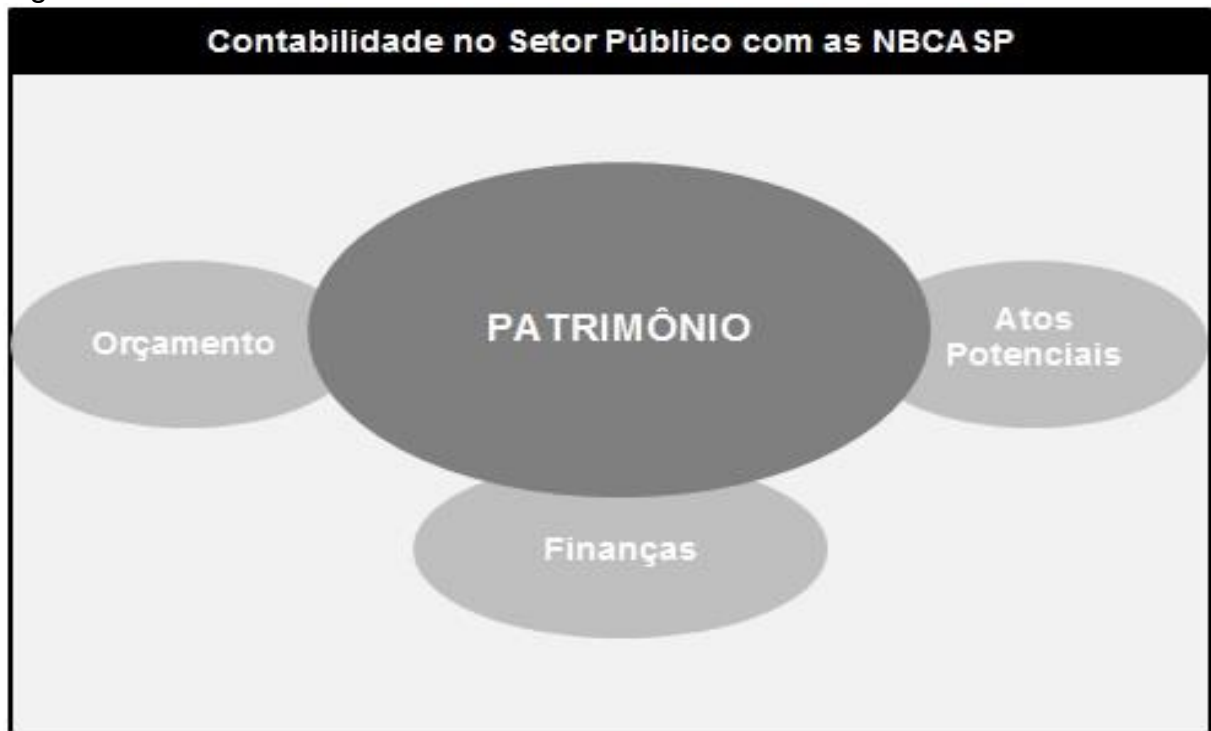 Contabilidade no Setor Público com as NBCASP
PATRIMÔNIO
Orçamento
Atos
Potenciais
Finanças